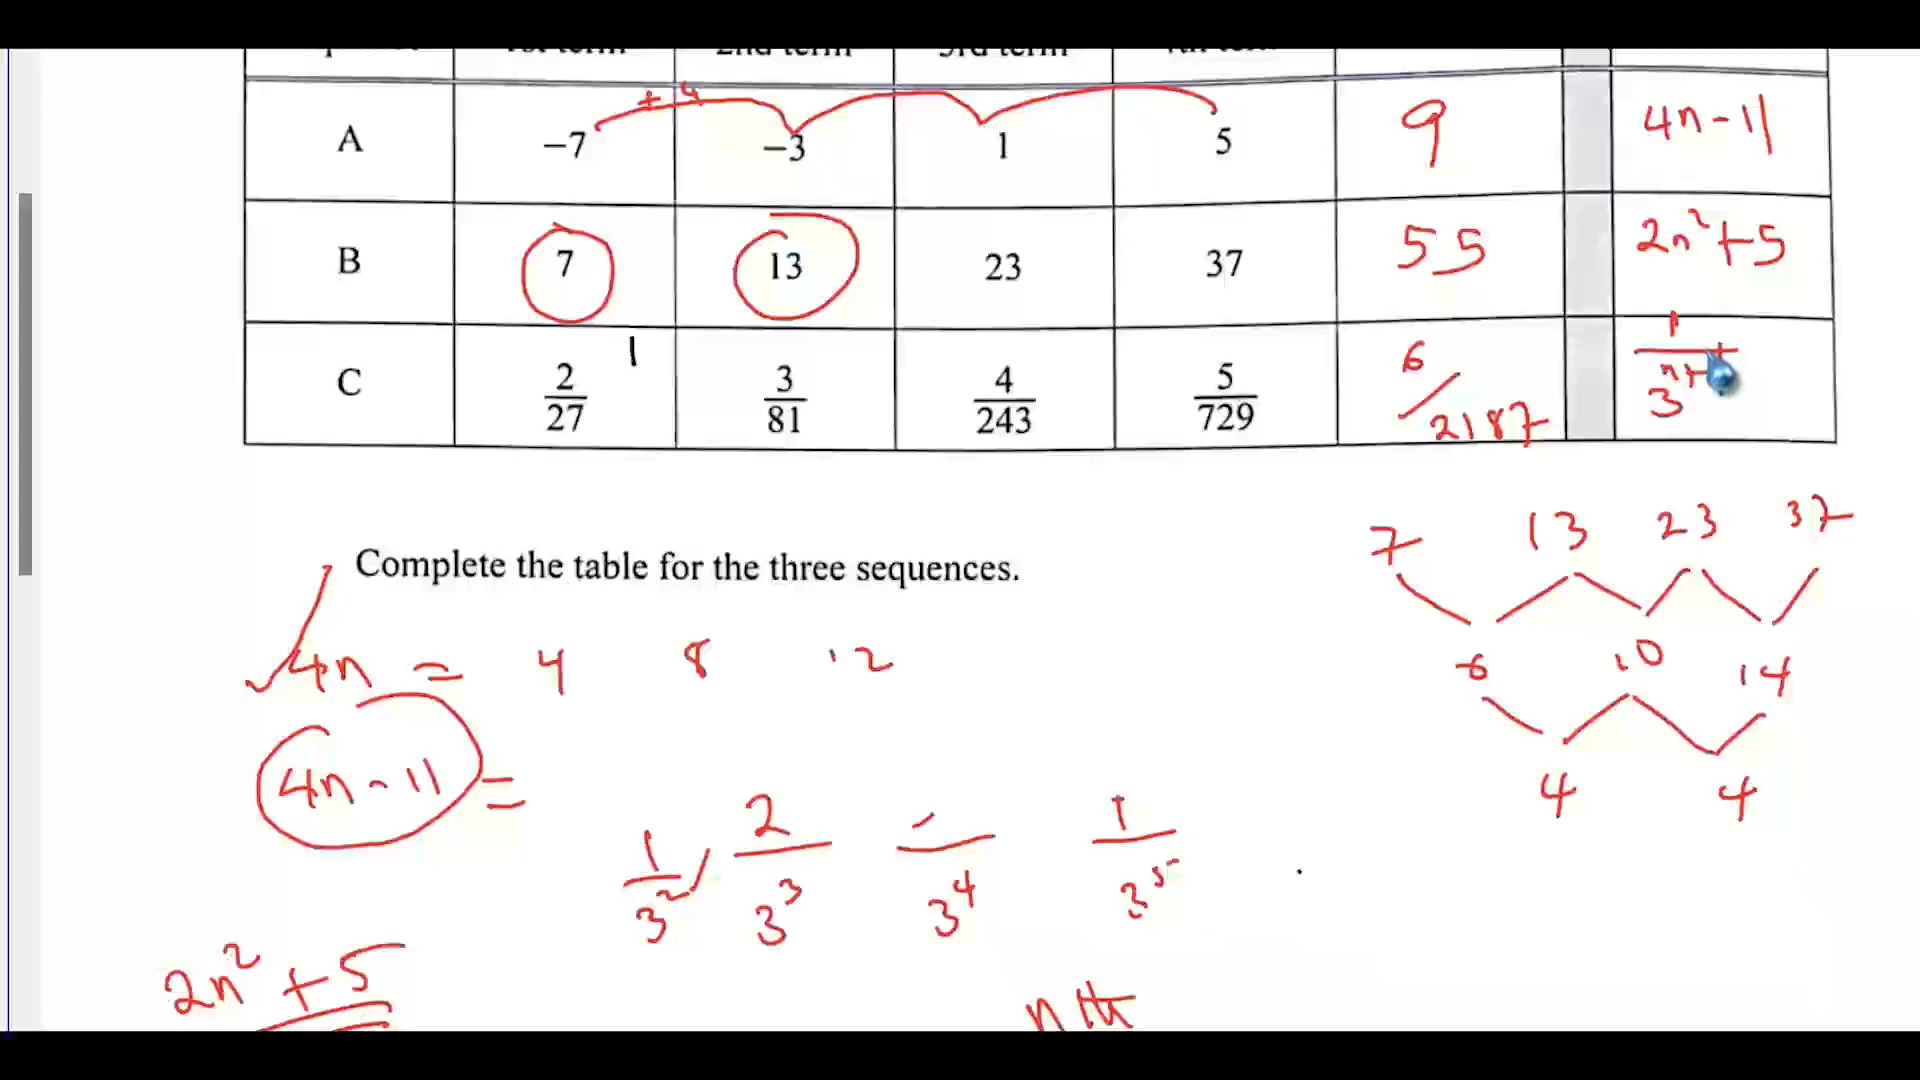 +4
A −7 −3 1 5 9 4n - 11
B 7 13 23 37 55 2n² + 5
C 2/27 1 3/81 4/243 5/729 6/2187
Complete the table for the three sequences.
7 13 23 37
6 10 14
4 4
4n = 4 8 12
4n - 11 =
1/3² , 2/3³ /3⁴ 1/3⁵
2n² + 5
nth